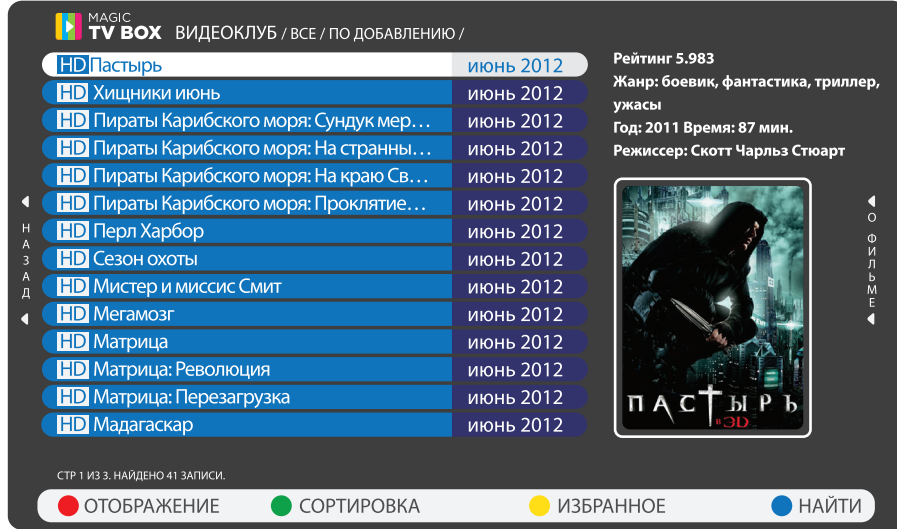 MAGIC
TV BOX ВИДЕОКЛУБ / ВСЕ / ПО ДОБАВЛЕНИЮ /
HD Пастырь июнь 2012
HD Хищники июнь июнь 2012
HD Пираты Карибского моря: Сундук мер... июнь 2012
HD Пираты Карибского моря: На странны... июнь 2012
HD Пираты Карибского моря: На краю Св... июнь 2012
HD Пираты Карибского моря: Проклятие... июнь 2012
HD Перл Харбор июнь 2012
HD Сезон охоты июнь 2012
HD Мистер и миссис Смит июнь 2012
HD Мегамозг июнь 2012
HD Матрица июнь 2012
HD Матрица: Революция июнь 2012
HD Матрица: Перезагрузка июнь 2012
HD Мадагаскар июнь 2012
НАЗАД
Рейтинг 5.983
Жанр: боевик, фантастика, триллер,
ужасы
Год: 2011 Время: 87 мин.
Режиссер: Скотт Чарльз Стюарт
ПАСТЫРЬ
в 3D
О ФИЛЬМЕ
СТР 1 ИЗ 3. НАЙДЕНО 41 ЗАПИСИ.
ОТОБРАЖЕНИЕ СОРТИРОВКА ИЗБРАННОЕ НАЙТИ